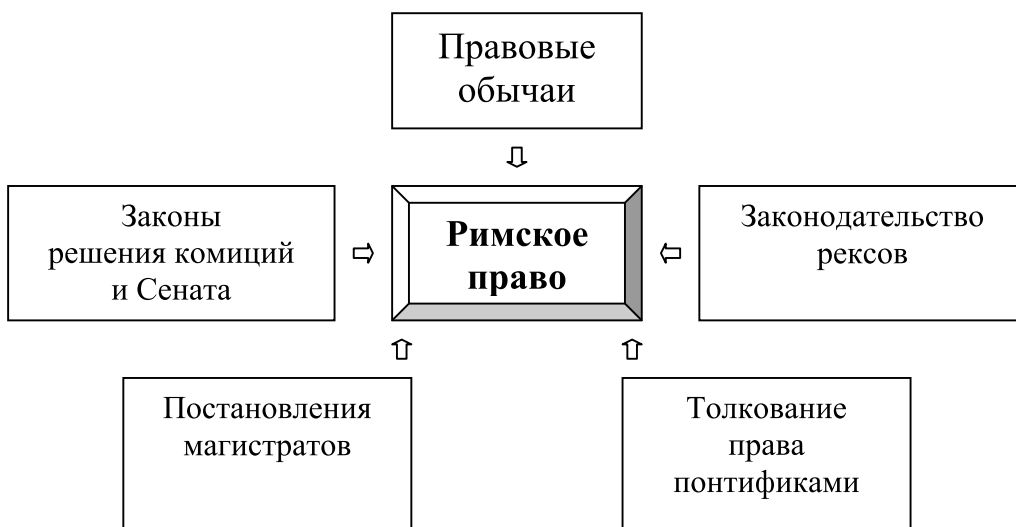 Правовые
обычаи
Законы
решения комиций
и Сената
Римское
право
Законодательство
рексов
Постановления
магистратов
Толкование
права
понтификами